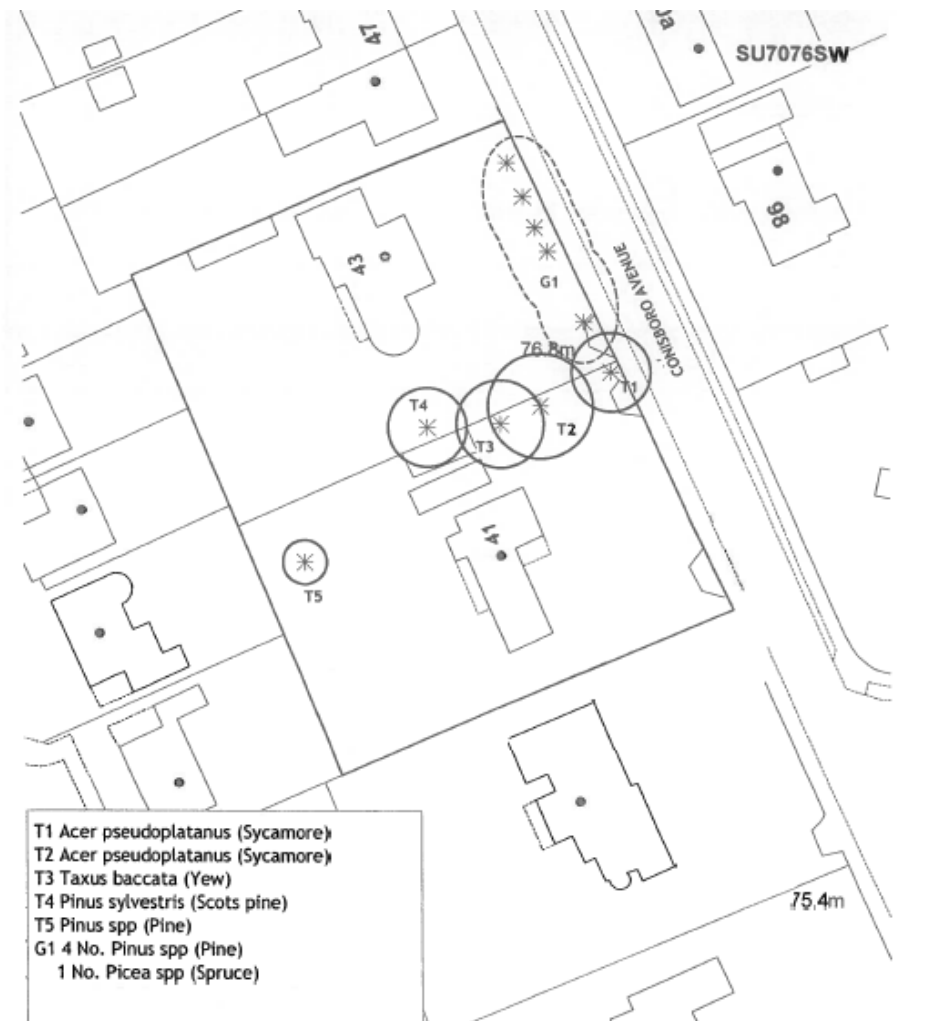 47
0a
SU7076SW
98
43
G1
CONISBORO AVENUE
76.8m
T1
T4
T2
T3
41
T5
T1 Acer pseudoplatanus (Sycamore)
T2 Acer pseudoplatanus (Sycamore)
T3 Taxus baccata (Yew)
T4 Pinus sylvestris (Scots pine)
T5 Pinus spp (Pine)
G1 4 No. Pinus spp (Pine)
1 No. Picea spp (Spruce)
75.4m